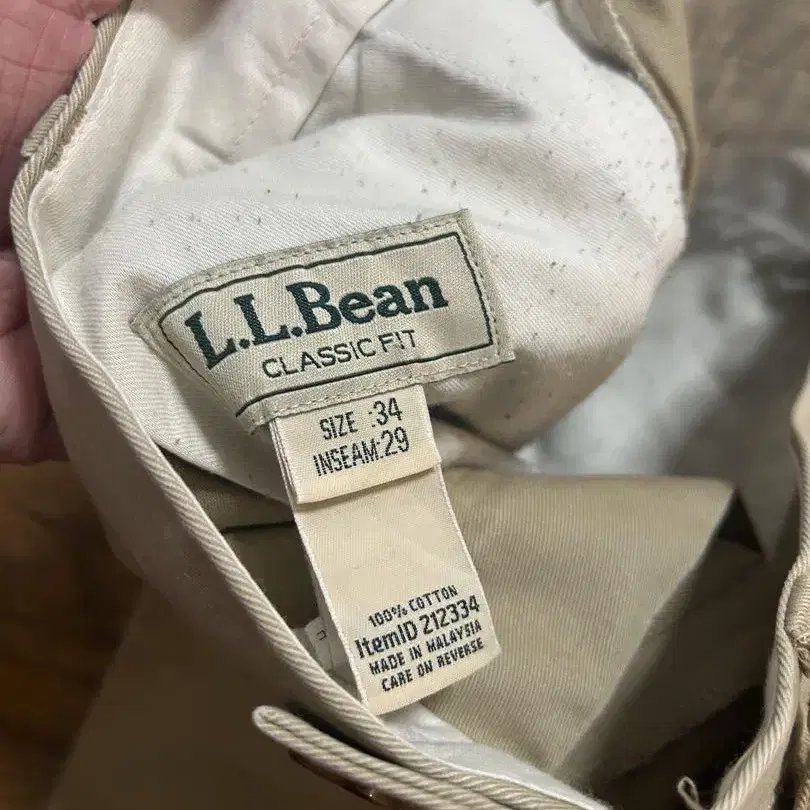 L.L.Bean
CLASSIC FIT
SIZE :34
INSEAM:29
100% COTTON
ItemID 212334
MADE IN MALAYSIA
CARE ON REVERSE